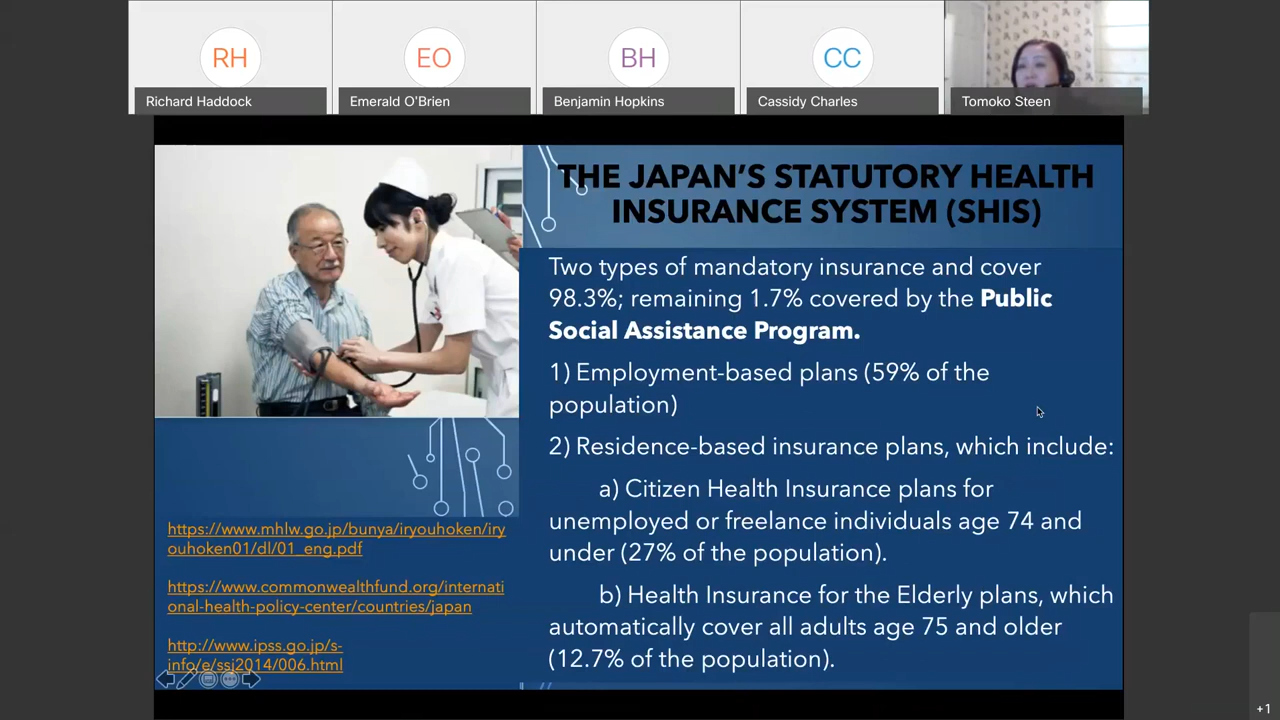 RH
EO
BH
CC
Richard Haddock
Emerald O'Brien
Benjamin Hopkins
Cassidy Charles
Tomoko Steen
THE JAPAN'S STATUTORY HEALTH
INSURANCE SYSTEM (SHIS)
Two types of mandatory insurance and cover
98.3%; remaining 1.7% covered by the Public
Social Assistance Program.
1) Employment-based plans (59% of the
population)
2) Residence-based insurance plans, which include:
a) Citizen Health Insurance plans for
unemployed or freelance individuals age 74 and
under (27% of the population).
b) Health Insurance for the Elderly plans, which
automatically cover all adults age 75 and older
(12.7% of the population).
https://www.mhlw.go.jp/bunya/iryouhoken/iry
ouhoken01/dl/01_eng.pdf
https://www.commonwealthfund.org/internati
onal-health-policy-center/countries/japan
http://www.ipss.go.jp/s-
info/e/ssj2014/006.html
+1